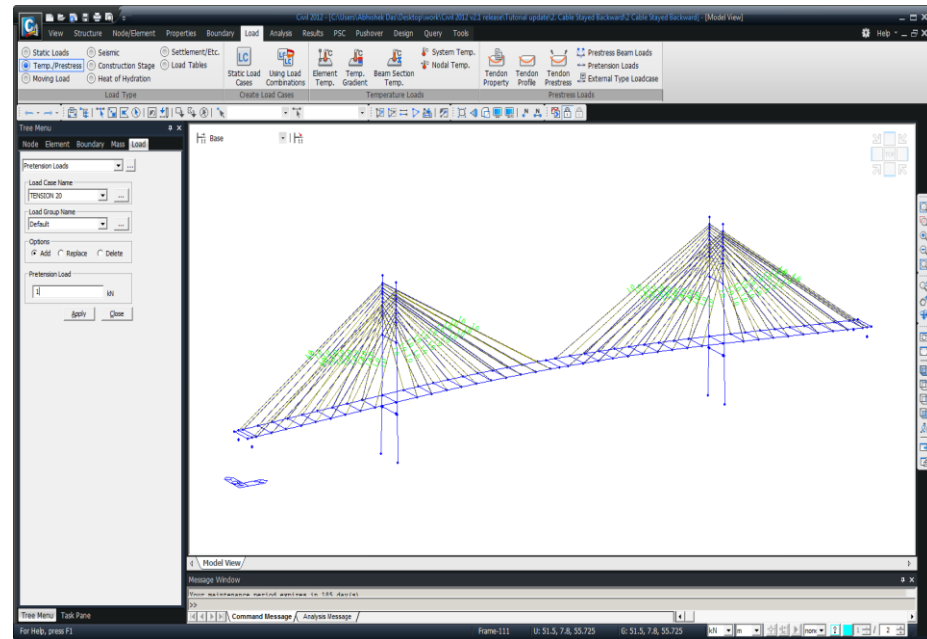 Civil 2012 - [C:\Users\Abhishek Das\Desktop\work\Civil 2012 v2.1 release\Tutorial update\2. Cable Stayed Backward\2. Cable Stayed Backward] - [Model View]
View Structure Node/Element Properties Boundary Load Analysis Results PSC Pushover Design Query Tools Help
Static Loads Seismic Settlement/Etc.
Temp./Prestress Construction Stage Load Tables
Moving Load Heat of Hydration
Load Type
Static Load Cases
Using Load Combinations
Create Load Cases
Element Temp.
Temp. Gradient
Beam Section Temp.
System Temp.
Nodal Temp.
Temperature Loads
Tendon Property
Tendon Profile
Tendon Prestress
Prestress Beam Loads
Pretension Loads
External Type Loadcase
Prestress Loads
Tree Menu
Node Element Boundary Mass Load
Pretension Loads
Load Case Name
TENSION 20
Load Group Name
Default
Options
Add Replace Delete
Pretension Load
1 kN
Apply Close
Base
Model View
Message Window
Your maintenance period expires in 185 day(s)
>>
Command Message Analysis Message
Tree Menu Task Pane
For Help, press F1
Frame-111 U: 51.5, 7.8, 55.725 G: 51.5, 7.8, 55.725 kN m non 1 / 2